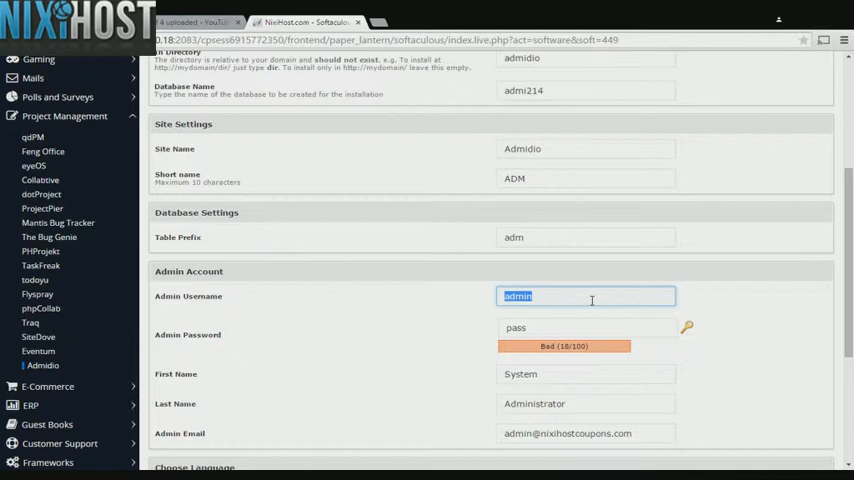 NIXIHOST
of 4 uploaded - YouTu
NixiHost.com - Softaculous
0.18:2083/cpsess6915772350/frontend/paper_lantern/softaculous/index.live.php?act=software&soft=449
Gaming
Mails
Polls and Surveys
Project Management
qdPM
Feng Office
eyeOS
Collabtive
dotProject
ProjectPier
Mantis Bug Tracker
The Bug Genie
PHProjekt
TaskFreak
todoyu
Flyspray
phpCollab
Traq
SiteDove
Eventum
Admidio
E-Commerce
ERP
Guest Books
Customer Support
Frameworks
In Directory
The directory is relative to your domain and should not exist. e.g. To install at
http://mydomain/dir/ just type dir. To install only in http://mydomain/ leave this empty.
admidio
Database Name
Type the name of the database to be created for the installation
admi214
Site Settings
Site Name
Admidio
Short name
Maximum 10 characters
ADM
Database Settings
Table Prefix
adm
Admin Account
Admin Username
admin
Admin Password
pass
Bad (18/100)
First Name
System
Last Name
Administrator
Admin Email
admin@nixihostcoupons.com
Choose Language